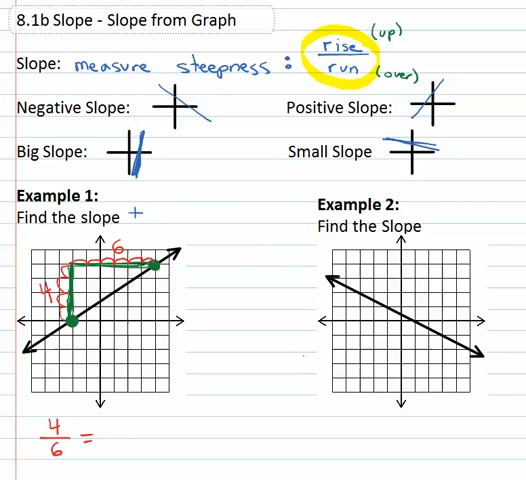 8.1b Slope - Slope from Graph
Slope: measure steepness : rise (up)
run (over)
Negative Slope:
Positive Slope:
Big Slope:
Small Slope
Example 1:
Find the slope +
Example 2:
Find the Slope
6
4
4
6 =